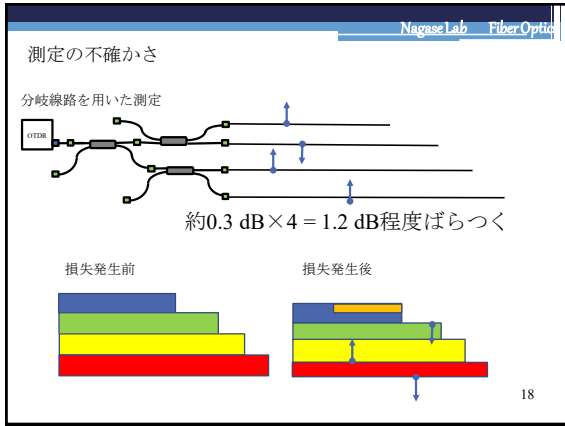 Nagase Lab Fiber Optic
測定の不確かさ
分岐線路を用いた測定
OTDR
約0.3 dB×4 = 1.2 dB程度ばらつく
損失発生前
損失発生後
18